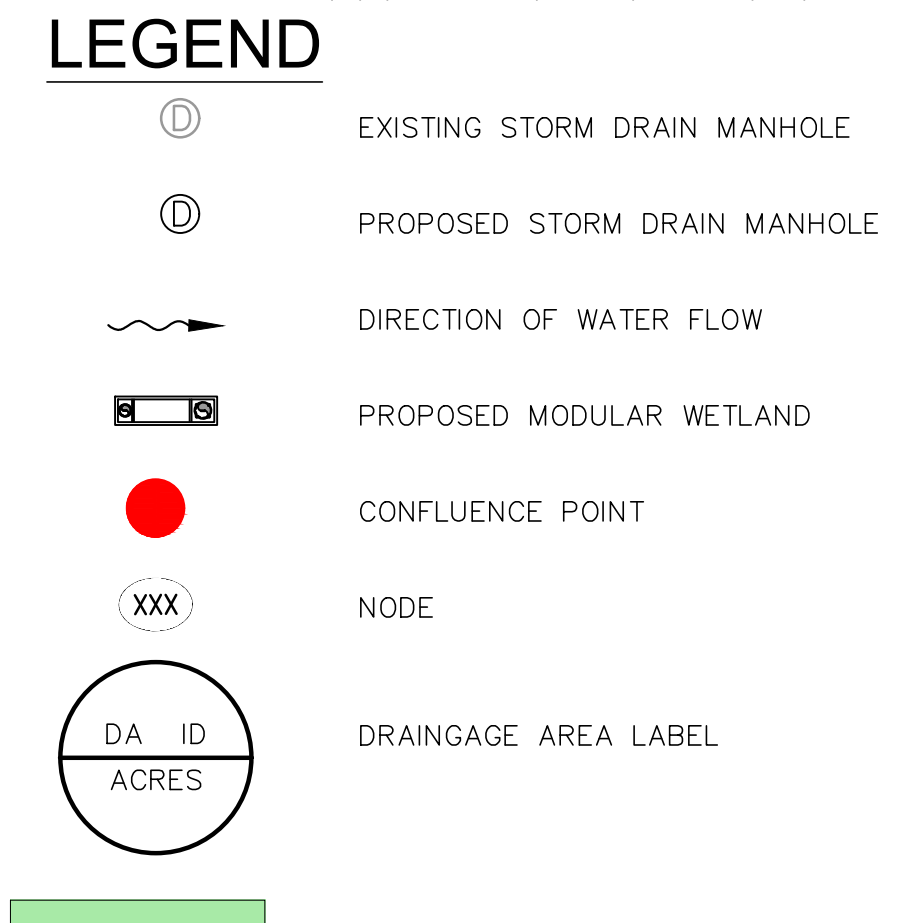 LEGEND
D EXISTING STORM DRAIN MANHOLE
D PROPOSED STORM DRAIN MANHOLE
DIRECTION OF WATER FLOW
PROPOSED MODULAR WETLAND
CONFLUENCE POINT
XXX NODE
DA ID
ACRES
DRAINGAGE AREA LABEL